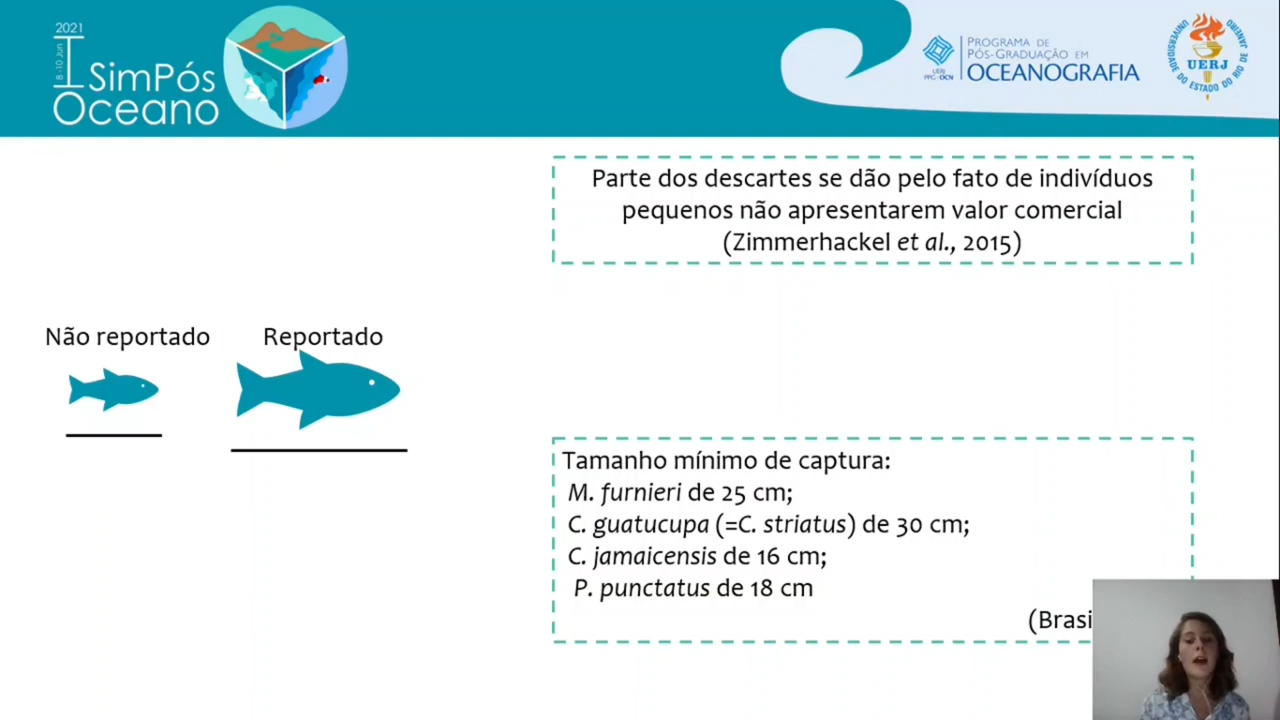 2021
8-10 Jun
I SimPós
Oceano
PROGRAMA DE
PÓS-GRADUAÇÃO EM
OCEANOGRAFIA
UERJ
PPG-OCN
UERJ
UNIVERSIDADE DO ESTADO DO RIO DE JANEIRO
Parte dos descartes se dão pelo fato de indivíduos
pequenos não apresentarem valor comercial
(Zimmerhackel et al., 2015)
Não reportado
Reportado
Tamanho mínimo de captura:
M. furnieri de 25 cm;
C. guatucupa (=C. striatus) de 30 cm;
C. jamaicensis de 16 cm;
P. punctatus de 18 cm
(Brasi